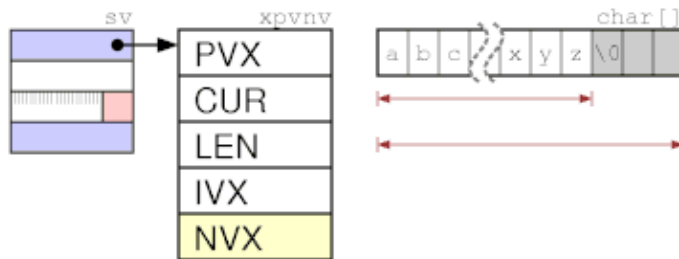 sv
xpvnv
char[]
PVX
CUR
LEN
IVX
NVX
a b c x y z \0